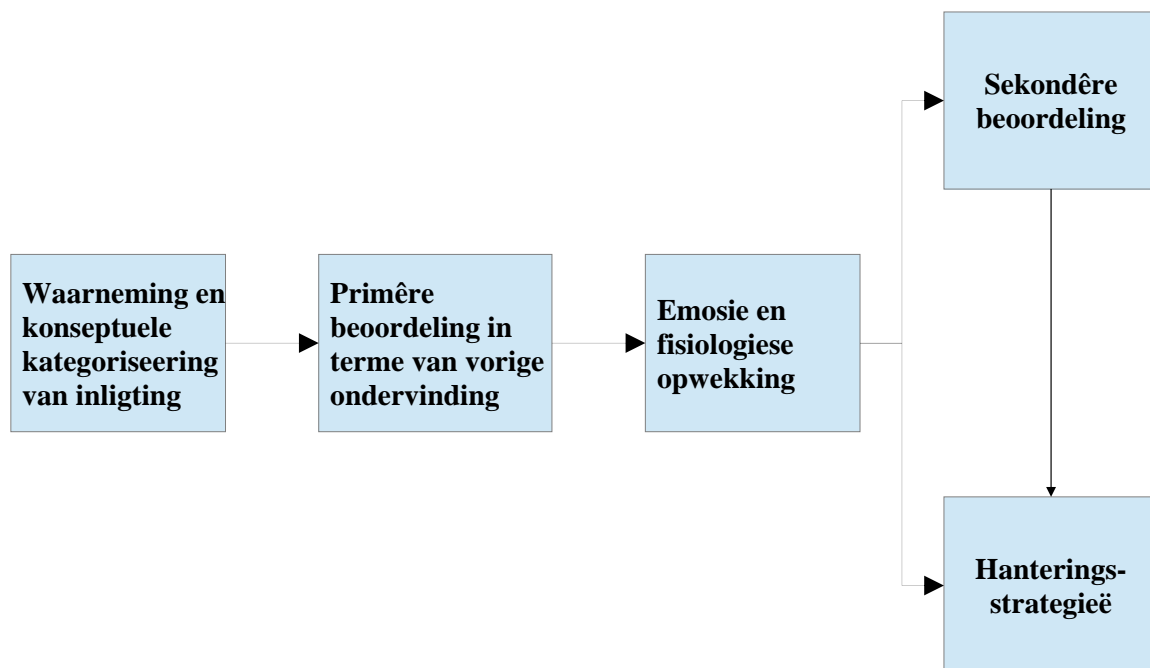 Waarneming en
konseptuele
kategoriseering
van inligting
Primêre
beoordeling in
terme van vorige
ondervinding
Emosie en
fisiologiese
opwekking
Sekondêre
beoordeling
Hanterings-
strategieë